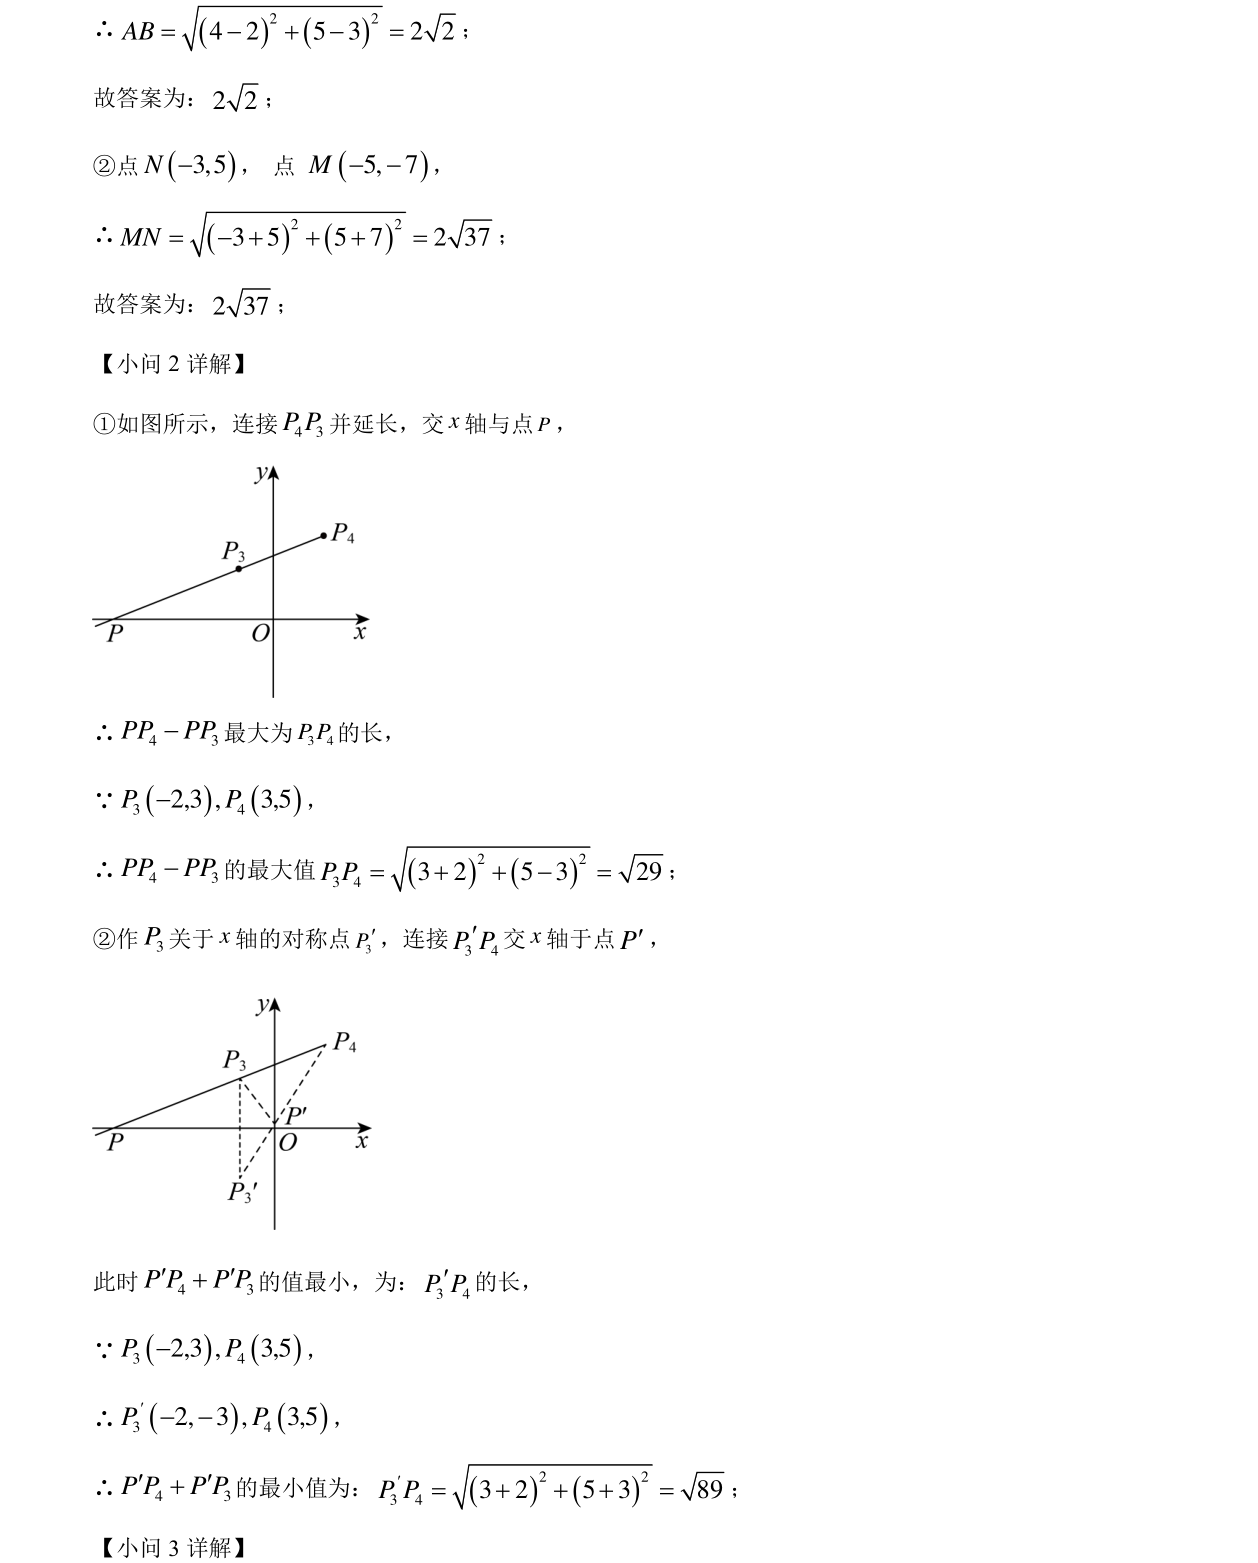 ∴ AB = √((4−2)² + (5−3)²) = 2√2；
故答案为：2√2；
②点 N(−3,5)， 点 M(−5,−7)，
∴ MN = √((−3+5)² + (5+7)²) = 2√37；
故答案为：2√37；
【小问 2 详解】
①如图所示，连接 P₄P₃ 并延长，交 x 轴与点 P，
y
P₄
P₃
P
O
x
∴ PP₄ − PP₃ 最大为 P₃P₄ 的长，
∵ P₃(−2,3), P₄(3,5)，
∴ PP₄ − PP₃ 的最大值 P₃P₄ = √((3+2)² + (5−3)²) = √29；
②作 P₃ 关于 x 轴的对称点 P₃′，连接 P₃′P₄ 交 x 轴于点 P′，
y
P₄
P₃
P′
P
O
x
P₃′
此时 P′P₄ + P′P₃ 的值最小，为：P₃′P₄ 的长，
∵ P₃(−2,3), P₄(3,5)，
∴ P₃′(−2,−3), P₄(3,5)，
∴ P′P₄ + P′P₃ 的最小值为：P₃′P₄ = √((3+2)² + (5+3)²) = √89；
【小问 3 详解】